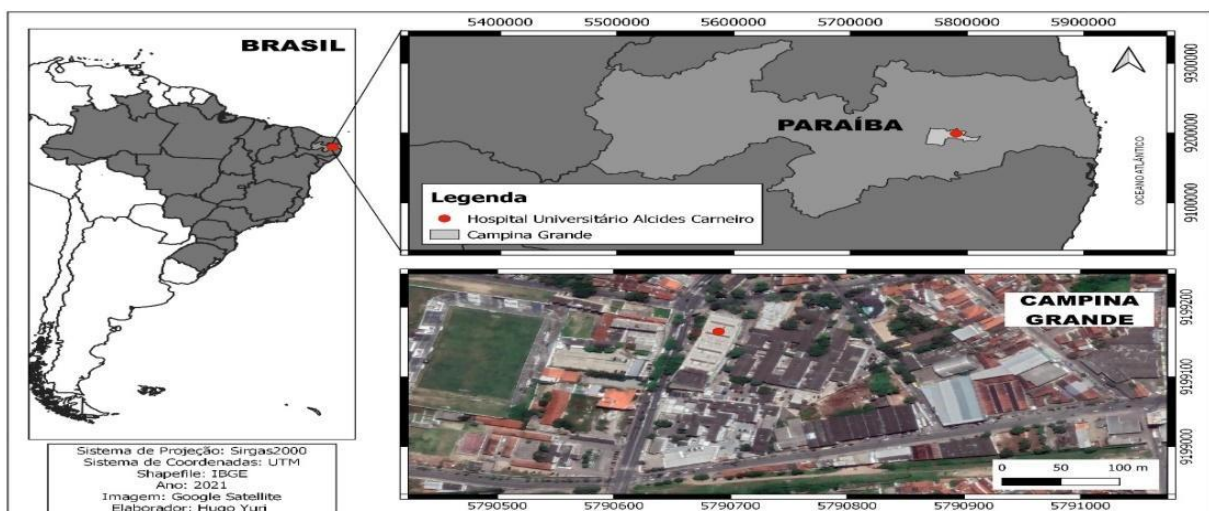 BRASIL
Sistema de Projeção: Sirgas2000
Sistema de Coordenadas: UTM
Shapefile: IBGE
Ano: 2021
Imagem: Google Satellite
Elaborador: Hugo Yuri
5400000 5500000 5600000 5700000 5800000 5900000
PARAÍBA
OCEANO ATLÂNTICO
9300000
9200000
9100000
Legenda
Hospital Universitário Alcides Carneiro
Campina Grande
CAMPINA
GRANDE
9199200
9199100
9199000
0 50 100 m
5790500 5790600 5790700 5790800 5790900 5791000